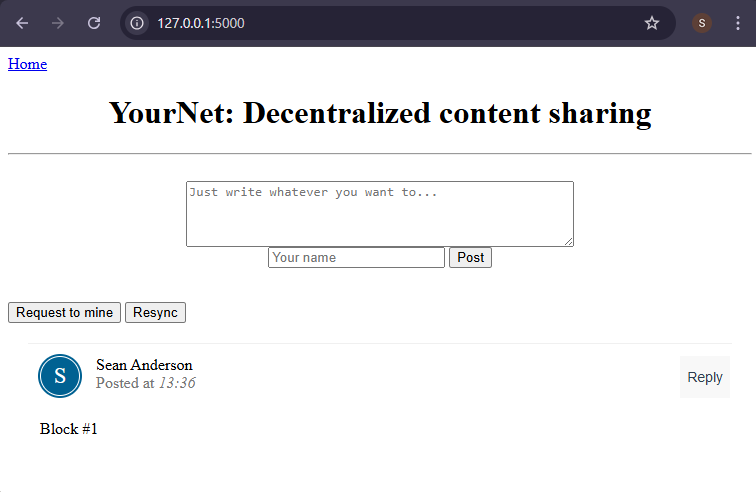 127.0.0.1:5000
S
Home
YourNet: Decentralized content sharing
Just write whatever you want to...
Your name
Post
Request to mine
Resync
S
Sean Anderson
Posted at 13:36
Reply
Block #1